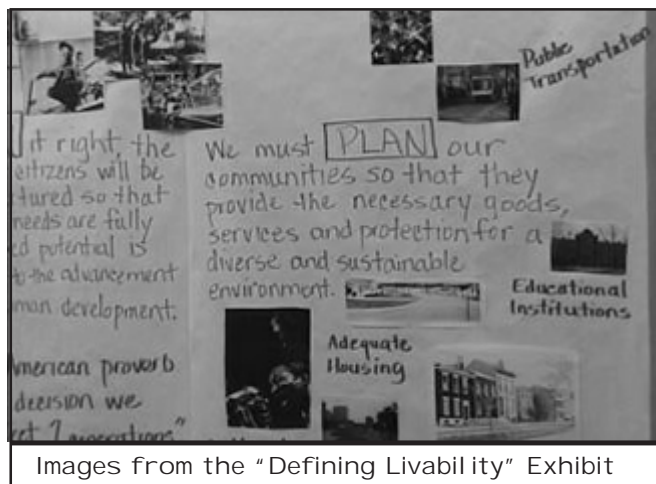 Public
Transportation
it right, the
citizens will be
tured so that
needs are fully
ed potential is
to the advancement
man development.
American proverb
decision we
We must PLAN our
communities so that they
provide the necessary goods,
services and protection for a
diverse and sustainable
environment.
Educational
Institutions
Adequate
Housing
Images from the "Defining Livability" Exhibit